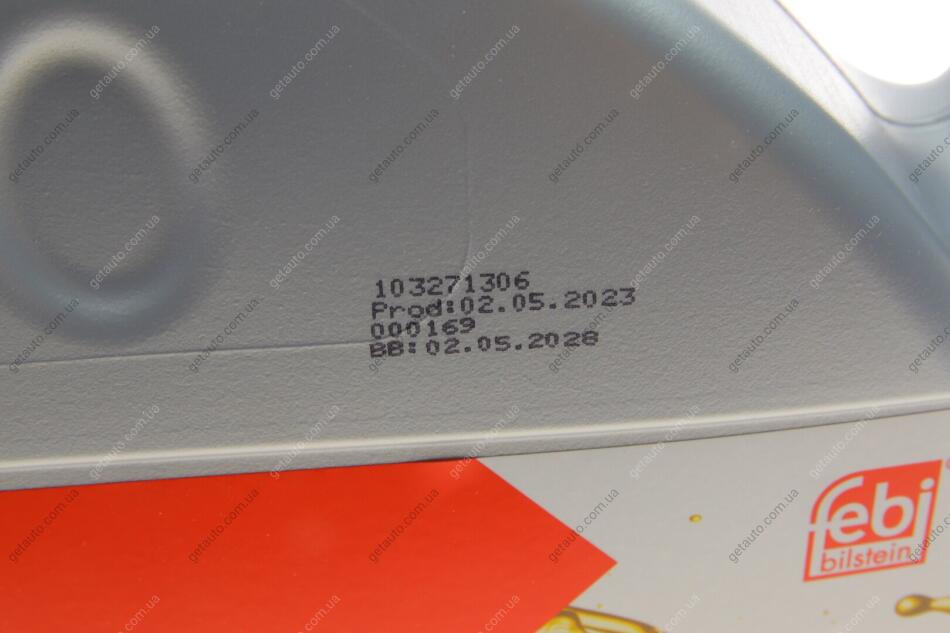 103271306
Prod:02.05.2023
000169
BB:02.05.2028
febi
bilstein
getauto.com.ua